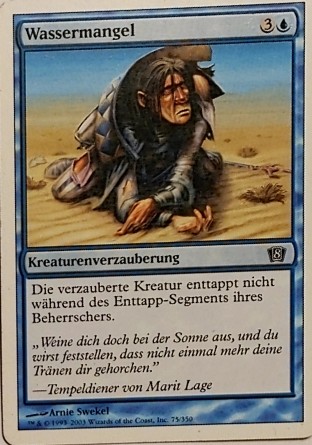 Wassermangel 3
Kreaturenverzauberung 8
Die verzauberte Kreatur enttappt nicht
während des Enttapp-Segments ihres
Beherrschers.
„Weine dich doch bei der Sonne aus, und du
wirst feststellen, dass nicht einmal mehr deine
Tränen dir gehorchen.“
—Tempeldiener von Marit Lage
Arnie Swekel
™ & © 1993-2003 Wizards of the Coast, Inc. 75/350